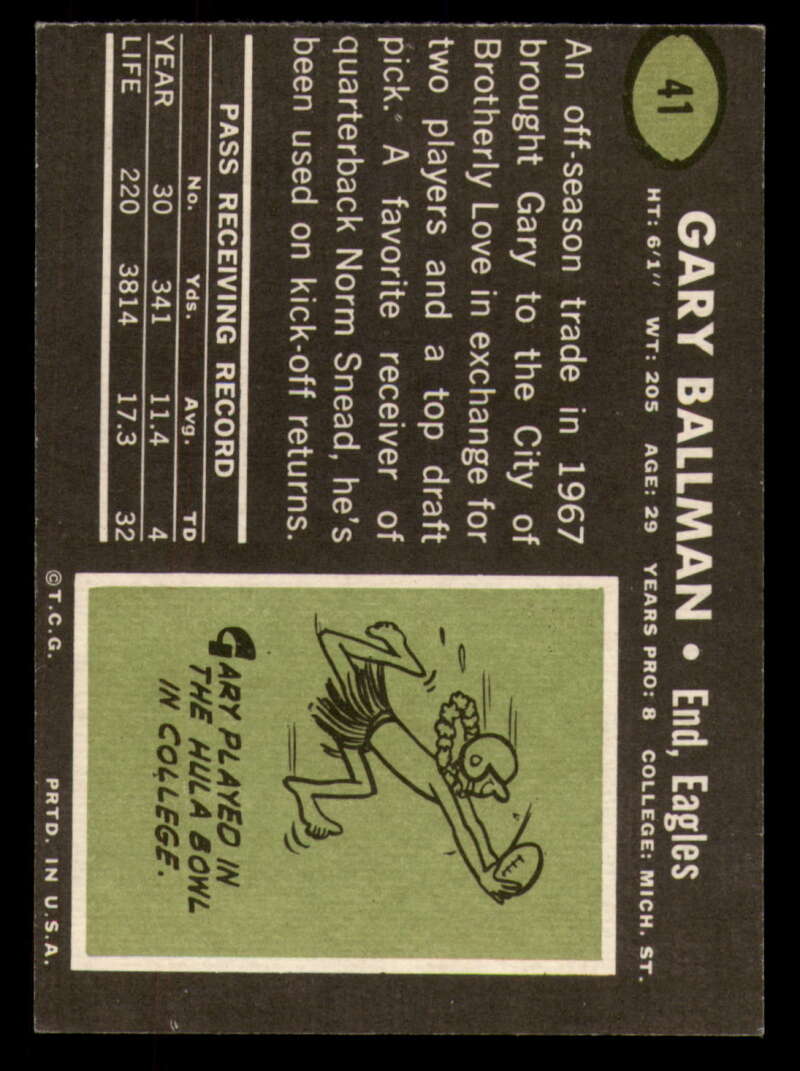 41
GARY BALLMAN • End, Eagles
HT: 6'1" WT: 205 AGE: 29 YEARS PRO: 8 COLLEGE: MICH. ST.
An off-season trade in 1967
brought Gary to the City of
Brotherly Love in exchange for
two players and a top draft
pick. A favorite receiver of
quarterback Norm Snead, he's
been used on kick-off returns.
PASS RECEIVING RECORD
No. Yds. Avg. TD
YEAR 30 341 11.4 4
LIFE 220 3814 17.3 32
GARY PLAYED IN
THE HULA BOWL
IN COLLEGE.
©T.C.G. PRTD. IN U.S.A.